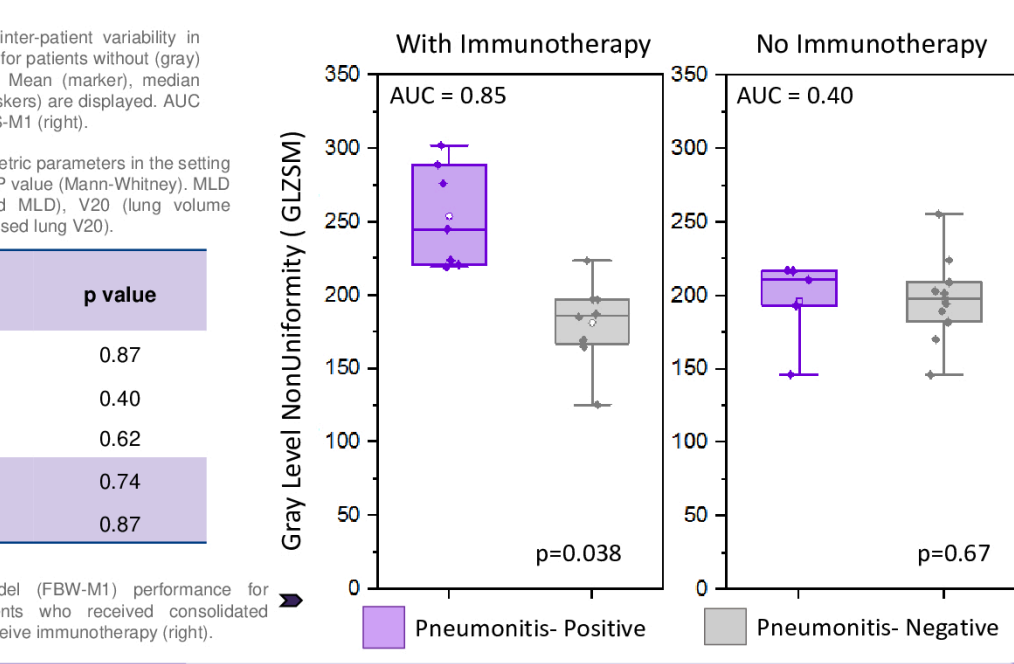 inter-patient variability in
for patients without (gray)
Mean (marker), median
skers) are displayed. AUC
S-M1 (right).
etric parameters in the setting
P value (Mann-Whitney). MLD
d MLD), V20 (lung volume
sed lung V20).
p value
0.87
0.40
0.62
0.74
0.87
del (FBW-M1) performance for
ents who received consolidated
ceive immunotherapy (right).
Gray Level NonUniformity ( GLZSM)
With Immunotherapy
350
300
250
200
150
100
50
0
AUC = 0.85
p=0.038
No Immunotherapy
350
300
250
200
150
100
50
0
AUC = 0.40
p=0.67
Pneumonitis- Positive
Pneumonitis- Negative